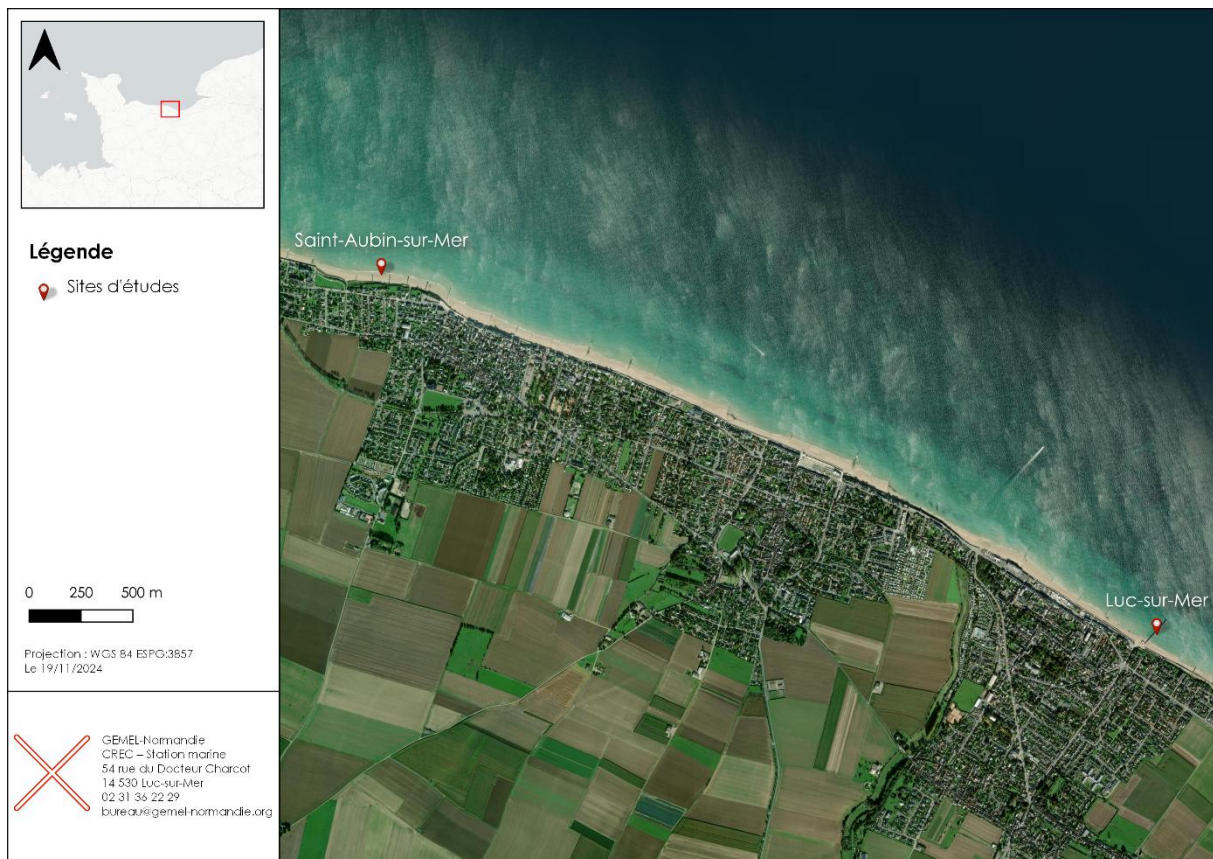 Légende
Sites d'études
0 250 500 m
Projection : WGS 84 ESPG:3857
Le 19/11/2024
GEMEL-Normandie
CREC – Station marine
54 rue du Docteur Charcot
14 530 Luc-sur-Mer
02 31 36 22 29
bureau@gemel-normandie.org
Saint-Aubin-sur-Mer
Luc-sur-Mer